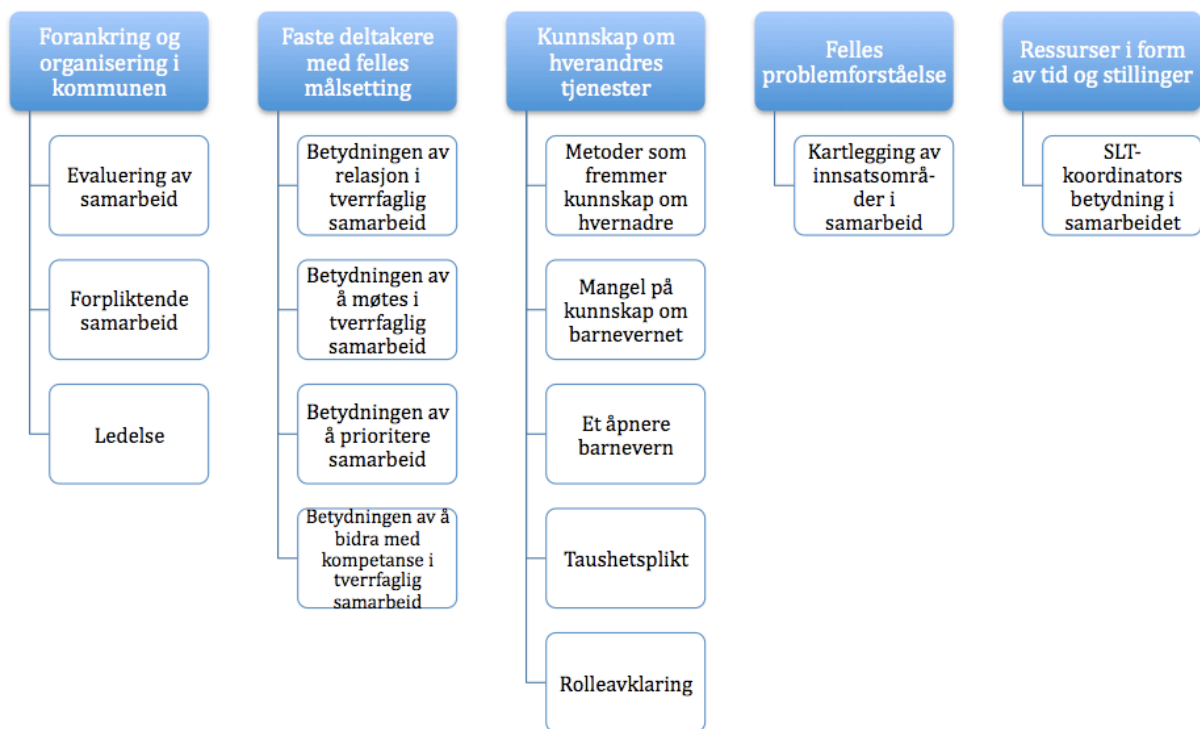 Forankring og
organisering i
kommunen
Evaluering av
samarbeid
Forpliktende
samarbeid
Ledelse
Faste deltakere
med felles
målsetting
Betydningen av
relasjon i
tverrfaglig
samarbeid
Betydningen av
å møtes i
tverrfaglig
samarbeid
Betydningen av
å prioritere
samarbeid
Betydningen av å
bidra med
kompetanse i
tverrfaglig
samarbeid
Kunnskap om
hverandres
tjenester
Metoder som
fremmer
kunnskap om
hvernadre
Mangel på
kunnskap om
barnevernet
Et åpnere
barnevern
Taushetsplikt
Rolleavklaring
Felles
problemforståelse
Kartlegging av
innsatsområ-
der i
samarbeid
Ressurser i form
av tid og stillinger
SLT-
koordinators
betydning i
samarbeidet